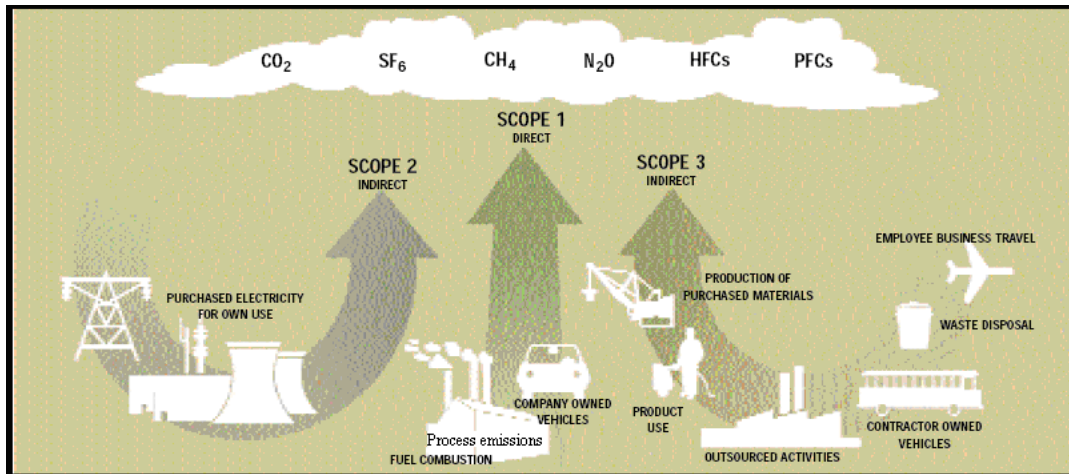 CO₂ SF₆ CH₄ N₂O HFCs PFCs
SCOPE 1
DIRECT
SCOPE 2
INDIRECT
SCOPE 3
INDIRECT
PURCHASED ELECTRICITY
FOR OWN USE
Process emissions
FUEL COMBUSTION
COMPANY OWNED
VEHICLES
PRODUCTION OF
PURCHASED MATERIALS
PRODUCT
USE
OUTSOURCED ACTIVITIES
EMPLOYEE BUSINESS TRAVEL
WASTE DISPOSAL
CONTRACTOR OWNED
VEHICLES